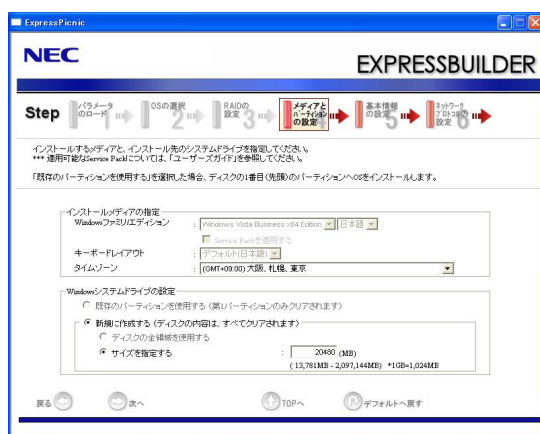 ExpressPicnic
NEC
EXPRESSBUILDER
Step
パラメータのロード 1
OSの選択 2
RAIDの設定 3
メディアとパーティションの設定 4
基本情報の設定 5
ネットワークプロトコルの設定 6
インストールするメディアと、インストール先のシステムドライブを指定してください。
*** 適用可能なService Packについては、「ユーザーズガイド」を参照してください。
「既存のパーティションを使用する」を選択した場合、ディスクの1番目(先頭)のパーティションへOSをインストールします。
インストールメディアの指定
Windowsファミリ/エディション : Windows Vista Business x64 Edition 日本語
Service Packを適用する
キーボードレイアウト : デフォルト(日本語)
タイムゾーン : (GMT+09:00) 大阪、札幌、東京
Windowsシステムドライブの設定
既存のパーティションを使用する (第1パーティションのみクリアされます)
新規に作成する (ディスクの内容は、すべてクリアされます)
ディスクの全領域を使用する
サイズを指定する : 20480 (MB)
(13,781MB - 2,097,144MB) *1GB=1,024MB
戻る
次へ
TOPへ
デフォルトへ戻す